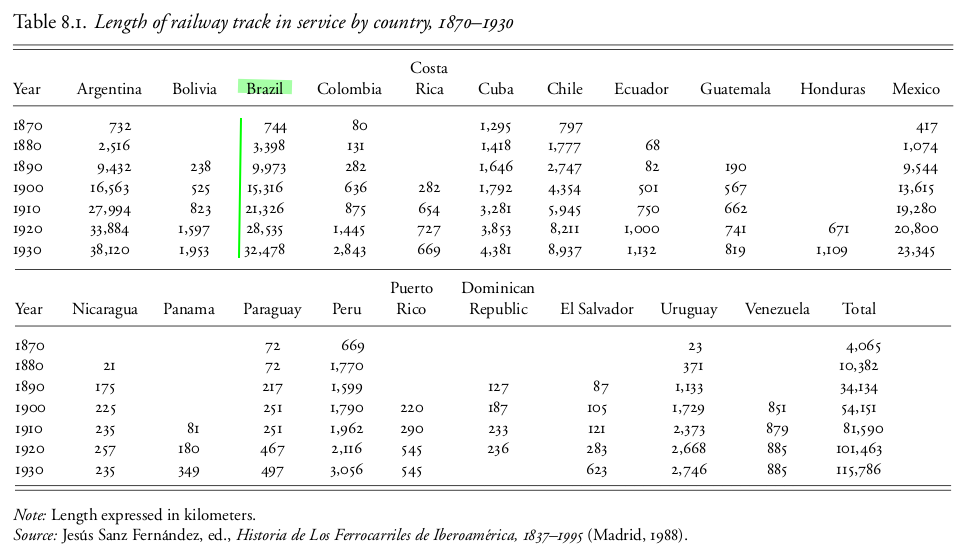 Table 8.1. Length of railway track in service by country, 1870–1930
Costa
Year Argentina Bolivia Brazil Colombia Rica Cuba Chile Ecuador Guatemala Honduras Mexico
1870 732 744 80 1,295 797 417
1880 2,516 3,398 131 1,418 1,777 68 1,074
1890 9,432 238 9,973 282 1,646 2,747 82 190 9,544
1900 16,563 525 15,316 636 282 1,792 4,354 501 567 13,615
1910 27,994 823 21,326 875 654 3,281 5,945 750 662 19,280
1920 33,884 1,597 28,535 1,445 727 3,853 8,211 1,000 741 671 20,800
1930 38,120 1,953 32,478 2,843 669 4,381 8,937 1,132 819 1,109 23,345
Puerto Dominican
Year Nicaragua Panama Paraguay Peru Rico Republic El Salvador Uruguay Venezuela Total
1870 72 669 23 4,065
1880 21 72 1,770 371 10,382
1890 175 217 1,599 127 87 1,133 34,134
1900 225 251 1,790 220 187 105 1,729 851 54,151
1910 235 81 251 1,962 290 233 121 2,373 879 81,590
1920 257 180 467 2,116 545 236 283 2,668 885 101,463
1930 235 349 497 3,056 545 623 2,746 885 115,786
Note: Length expressed in kilometers.
Source: Jesús Sanz Fernández, ed., Historia de Los Ferrocarriles de Iberoamérica, 1837–1995 (Madrid, 1988).